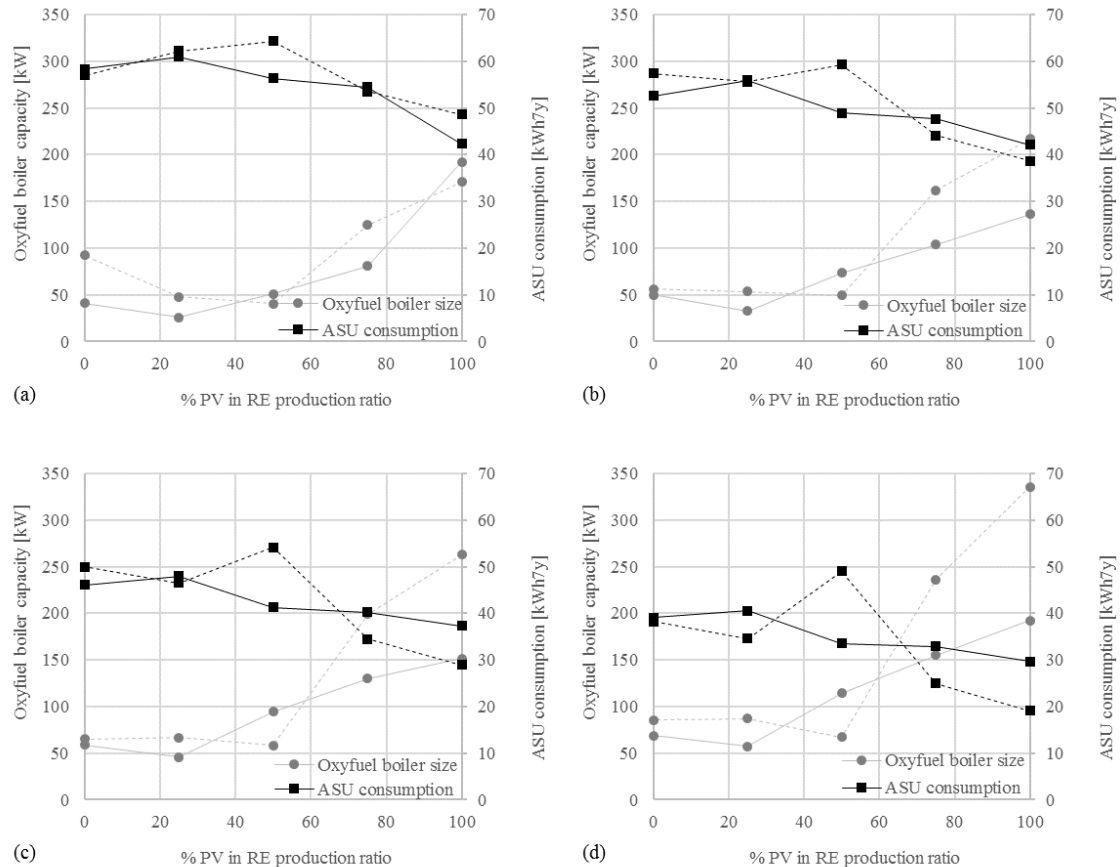 350
300
250
200
150
100
50
0
Oxyfuel boiler capacity [kW]
70
60
50
40
30
20
10
0
ASU consumption [kWh7y]
Oxyfuel boiler size
ASU consumption
0 20 40 60 80 100
% PV in RE production ratio
(a)
350
300
250
200
150
100
50
0
Oxyfuel boiler capacity [kW]
70
60
50
40
30
20
10
0
ASU consumption [kWh7y]
Oxyfuel boiler size
ASU consumption
0 20 40 60 80 100
% PV in RE production ratio
(b)
350
300
250
200
150
100
50
0
Oxyfuel boiler capacity [kW]
70
60
50
40
30
20
10
0
ASU consumption [kWh7y]
Oxyfuel boiler size
ASU consumption
0 20 40 60 80 100
% PV in RE production ratio
(c)
350
300
250
200
150
100
50
0
Oxyfuel boiler capacity [kW]
70
60
50
40
30
20
10
0
ASU consumption [kWh7y]
Oxyfuel boiler size
ASU consumption
0 20 40 60 80 100
% PV in RE production ratio
(d)